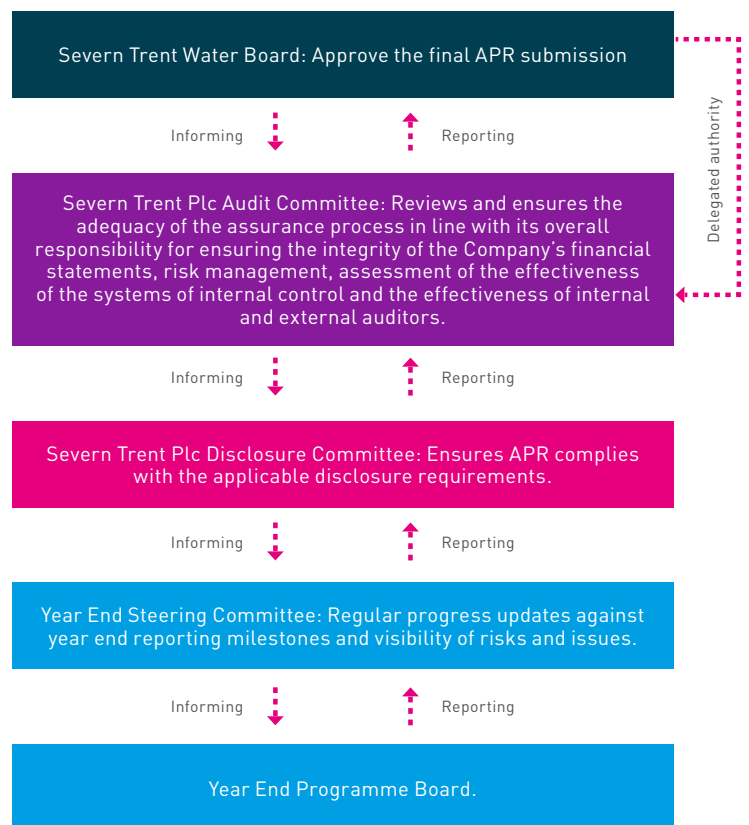 Severn Trent Water Board: Approve the final APR submission
Informing
Reporting
Delegated authority
Severn Trent Plc Audit Committee: Reviews and ensures the
adequacy of the assurance process in line with its overall
responsibility for ensuring the integrity of the Company’s financial
statements, risk management, assessment of the effectiveness
of the systems of internal control and the effectiveness of internal
and external auditors.
Informing
Reporting
Severn Trent Plc Disclosure Committee: Ensures APR complies
with the applicable disclosure requirements.
Informing
Reporting
Year End Steering Committee: Regular progress updates against
year end reporting milestones and visibility of risks and issues.
Informing
Reporting
Year End Programme Board.